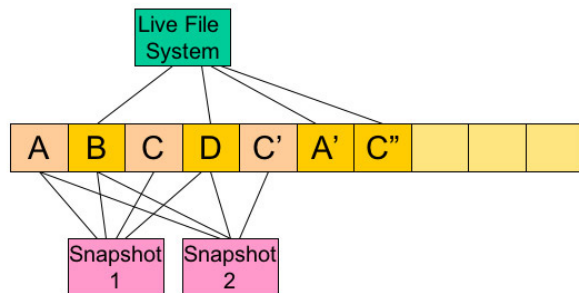 Live File
System
A B C D C’ A’ C”
Snapshot Snapshot
1 2